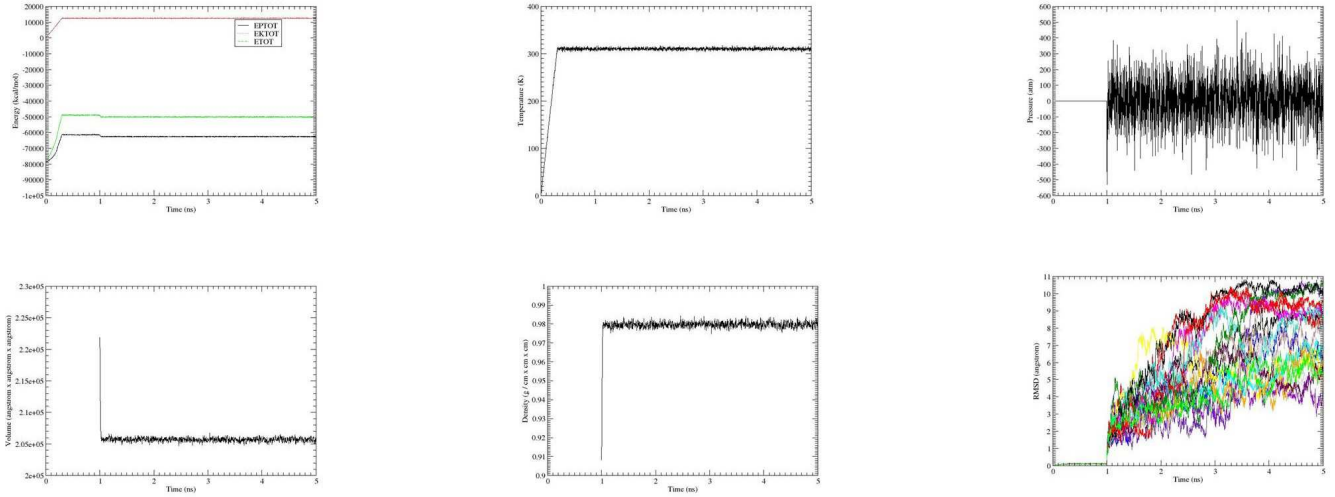 20000
10000
0
-10000
-20000
-30000
-40000
-50000
-60000
-70000
-80000
-90000
-1e+05
Energy (kcal/mol)
EPTOT
EKTOT
ETOT
0 1 2 3 4 5
Time (ns)
400
300
200
100
0
Temperature (K)
0 1 2 3 4 5
Time (ns)
600
500
400
300
200
100
0
-100
-200
-300
-400
-500
-600
Pressure (atm)
0 1 2 3 4 5
Time (ns)
2.3e+05
2.25e+05
2.2e+05
2.15e+05
2.1e+05
2.05e+05
2e+05
Volume (angstrom x angstrom x angstrom)
0 1 2 3 4 5
Time (ns)
1
0.99
0.98
0.97
0.96
0.95
0.94
0.93
0.92
0.91
0.9
Density (g / cm x cm x cm)
0 1 2 3 4 5
Time (ns)
11
10
9
8
7
6
5
4
3
2
1
0
RMSD (angstrom)
0 1 2 3 4 5
Time (ns)